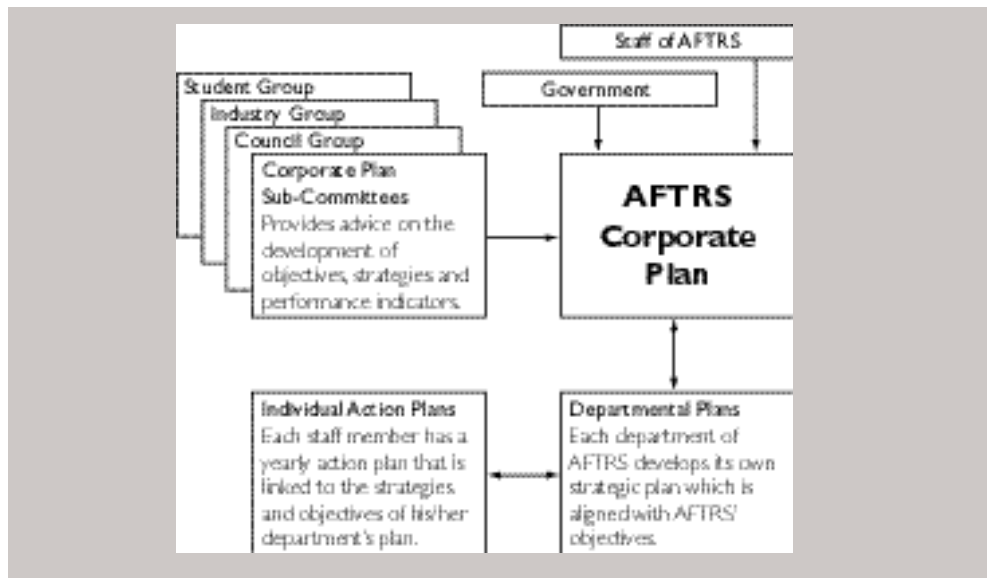 Staff of AFTRS
Government
Student Group
Industry Group
Council Group
Corporate Plan
Sub-Committees
Provides advice on the
development of
objectives, strategies and
performance indicators.
AFTRS
Corporate
Plan
Individual Action Plans
Each staff member has a
yearly action plan that is
linked to the strategies
and objectives of his/her
department's plan.
Departmental Plans
Each department of
AFTRS develops its own
strategic plan which is
aligned with AFTRS'
objectives.